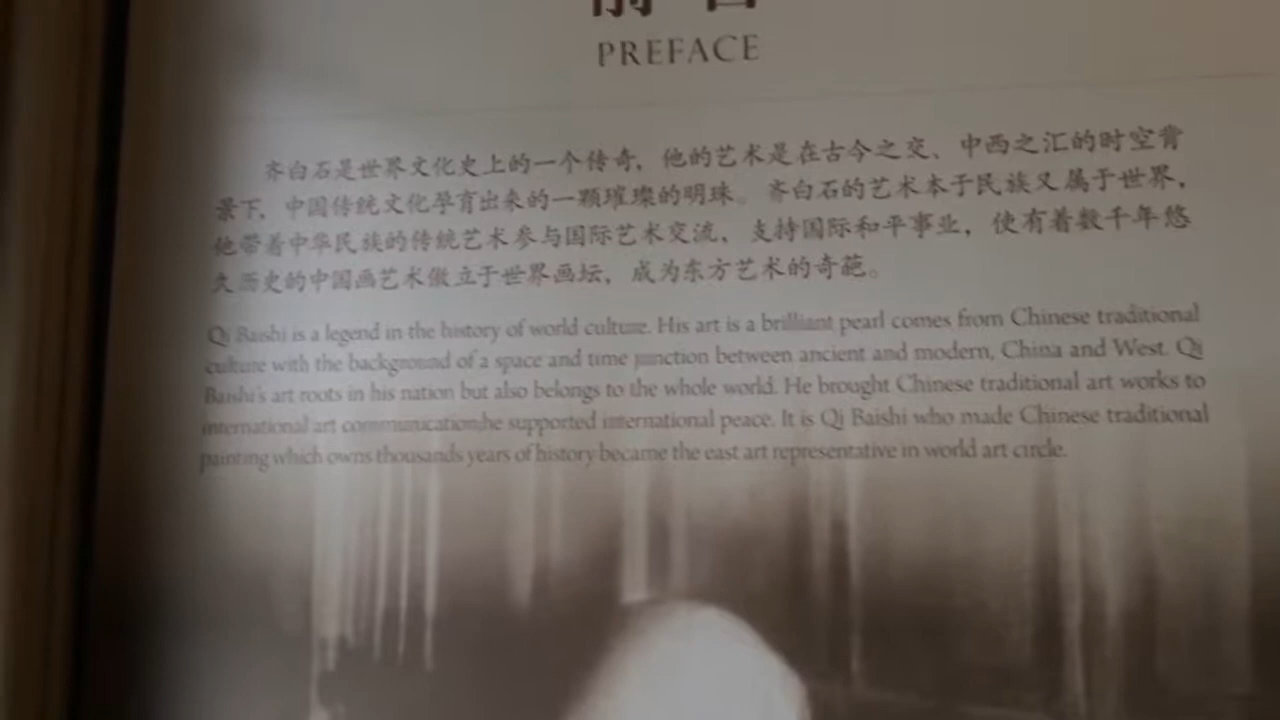 PREFACE
齐白石是世界文化史上的一个传奇，他的艺术是在古今之交、中西之汇的时空背
景下，中国传统文化孕育出来的一颗璀璨的明珠。齐白石的艺术本于民族又属于世界，
他带着中华民族的传统艺术参与国际艺术交流，支持国际和平事业，使有着数千年悠
久历史的中国画艺术傲立于世界画坛，成为东方艺术的奇葩。
Qi Baishi is a legend in the history of world culture. His art is a brilliant pearl comes from Chinese traditional
culture with the background of a space and time junction between ancient and modern, China and West. Qi
Baishi's art roots in his nation but also belongs to the whole world. He brought Chinese traditional art works to
international art communication,he supported international peace. It is Qi Baishi who made Chinese traditional
painting which owns thousands years of history became the east art representative in world art circle.